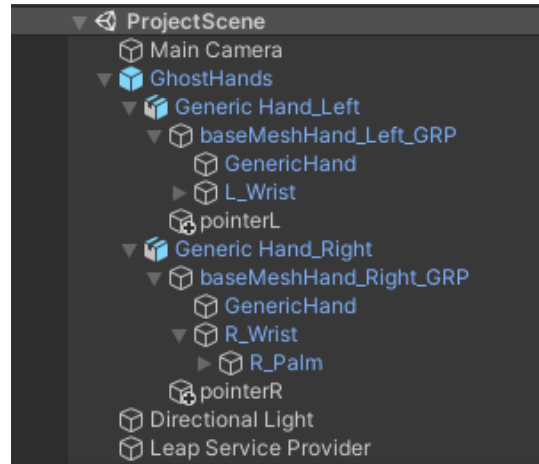 ProjectScene
Main Camera
GhostHands
Generic Hand_Left
baseMeshHand_Left_GRP
GenericHand
L_Wrist
pointerL
Generic Hand_Right
baseMeshHand_Right_GRP
GenericHand
R_Wrist
R_Palm
pointerR
Directional Light
Leap Service Provider